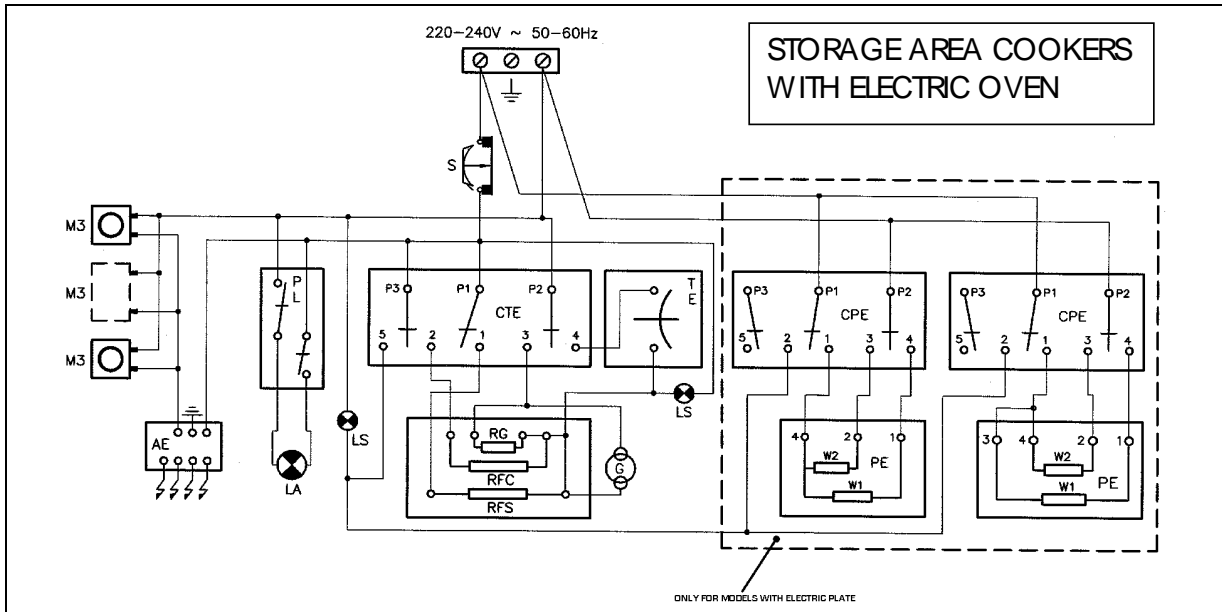 220-240V ~ 50-60Hz
STORAGE AREA COOKERS
WITH ELECTRIC OVEN
S
M3
M3
M3
P L
P3 P1 P2
CTE
5 2 1 3 4
T E
P3 P1 P2
CPE
5 2 1 3 4
P3 P1 P2
CPE
5 2 1 3 4
LS
LS
AE
LA
RG
RFC
RFS
G
4 2 1
W2
PE
W1
3 4 2 1
W2
PE
W1
ONLY FOR MODELS WITH ELECTRIC PLATE